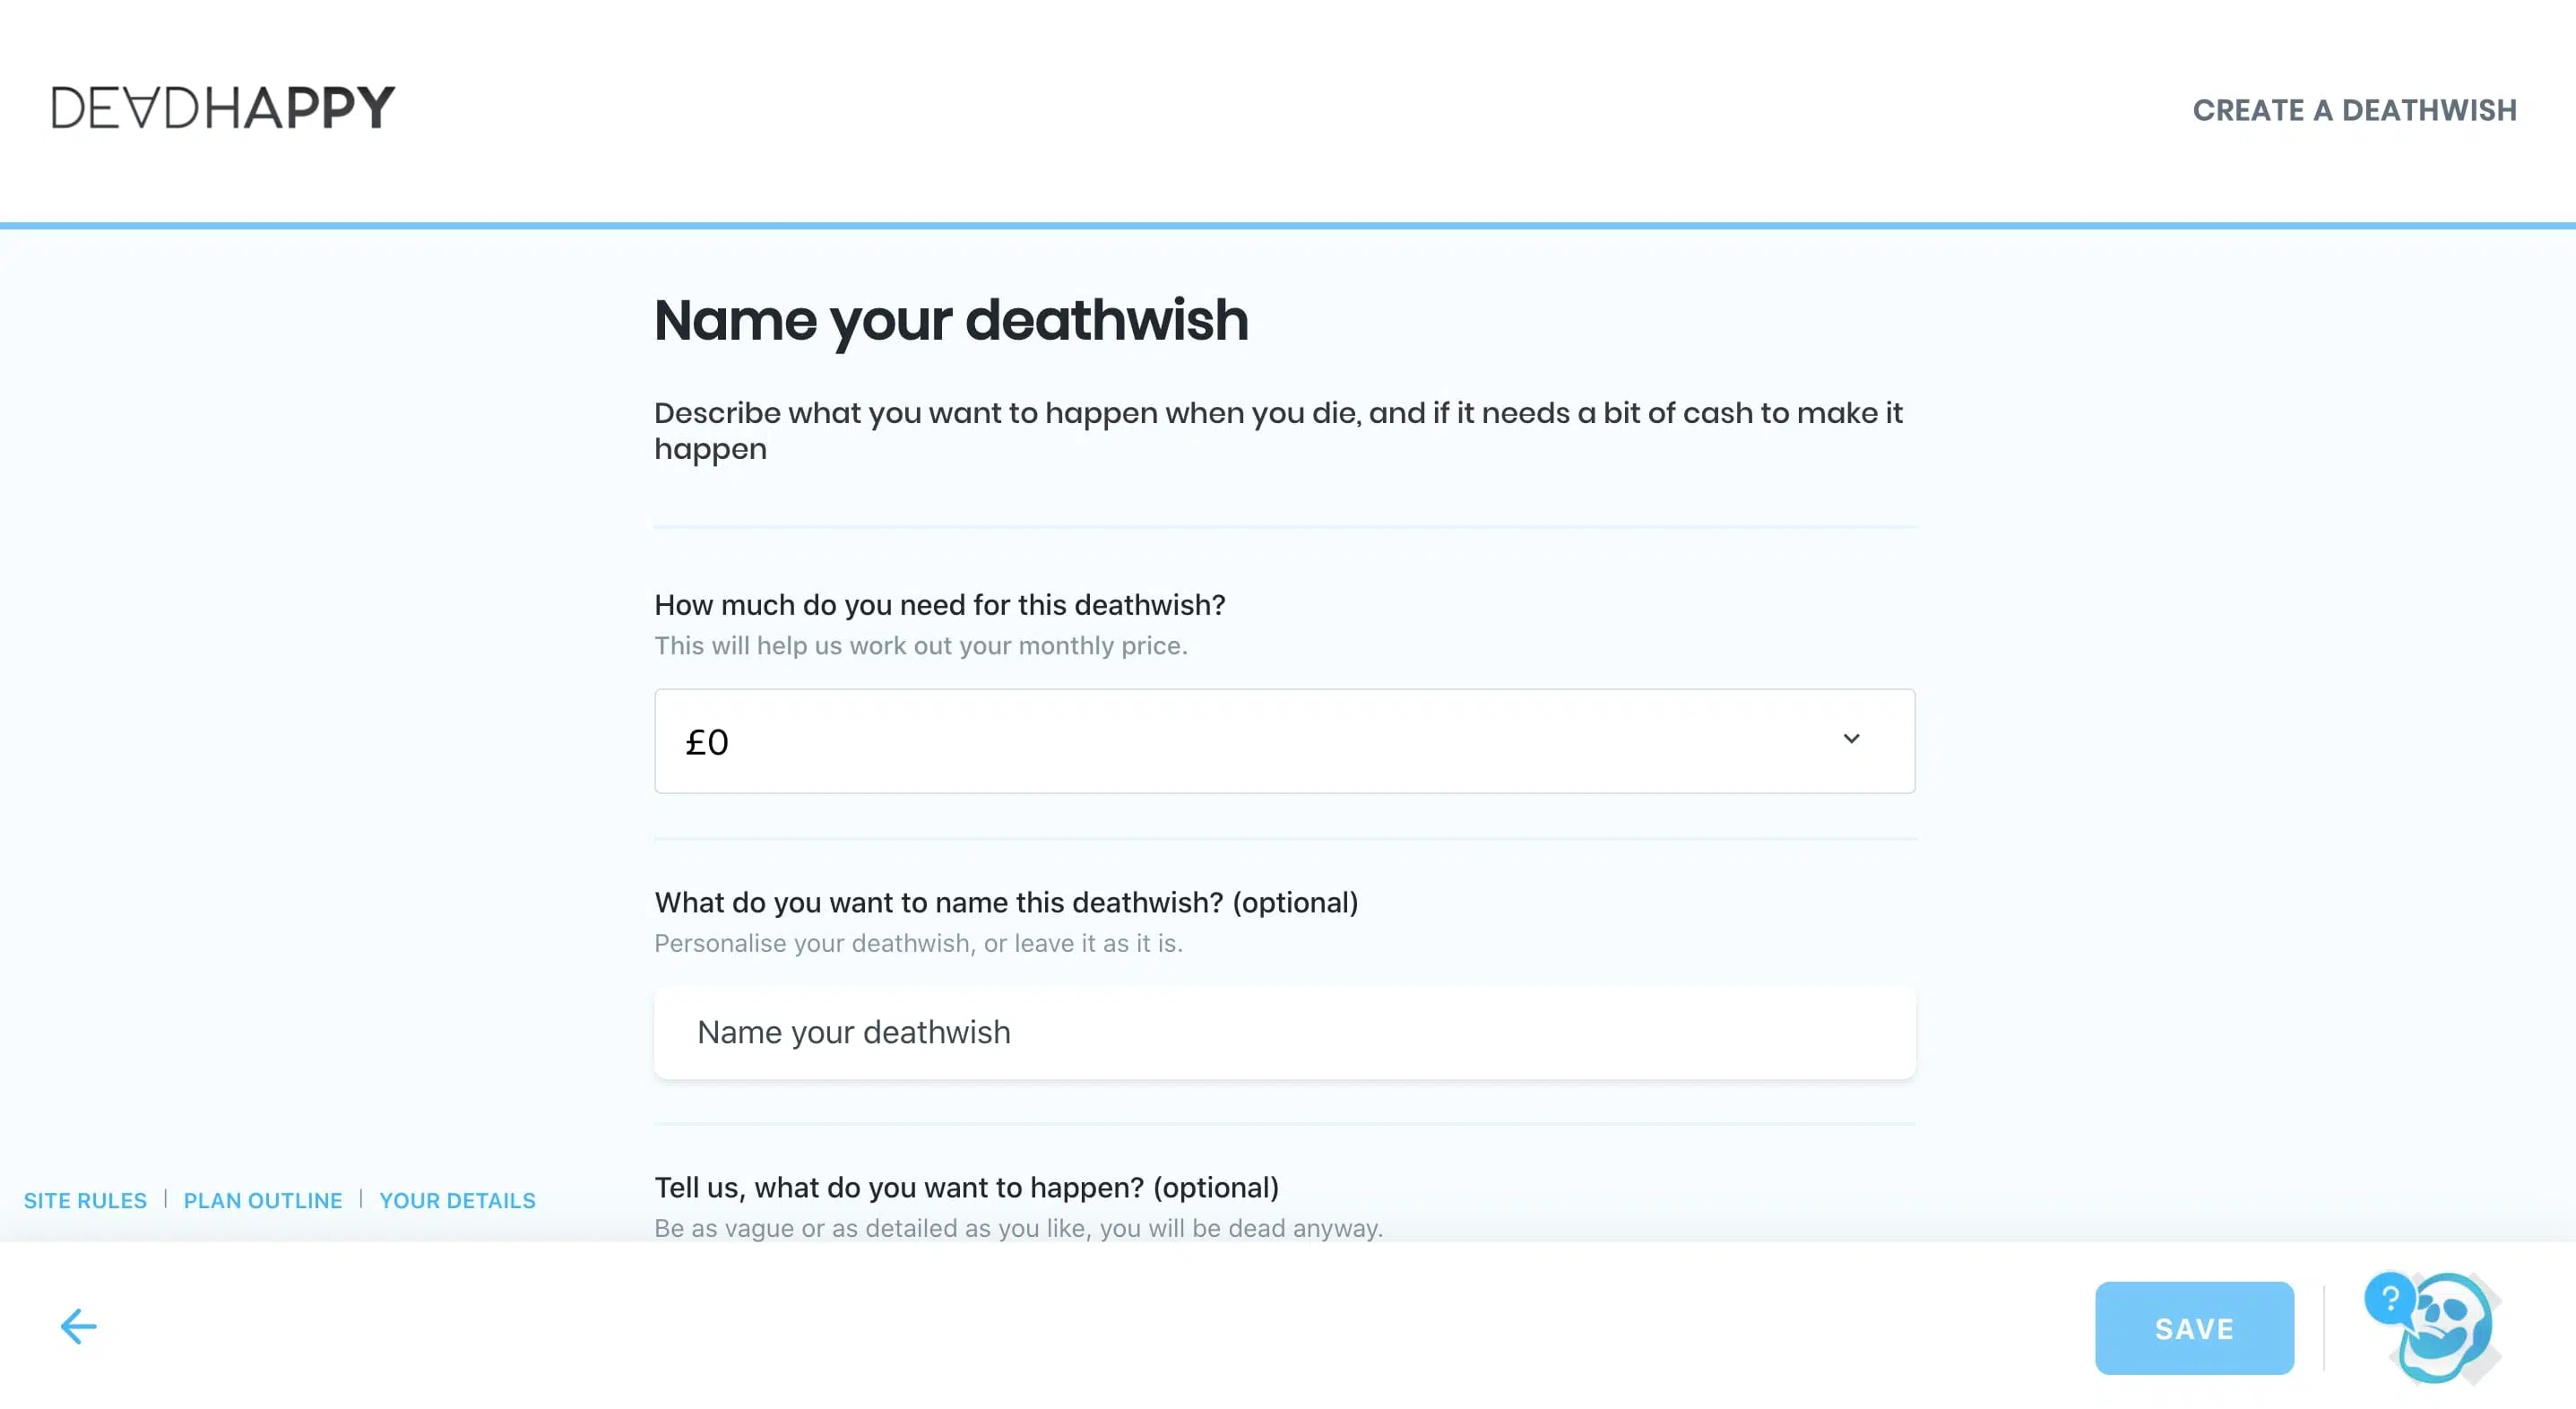 DE∀DHAPPY
CREATE A DEATHWISH
Name your deathwish
Describe what you want to happen when you die, and if it needs a bit of cash to make it
happen
How much do you need for this deathwish?
This will help us work out your monthly price.
£0
What do you want to name this deathwish? (optional)
Personalise your deathwish, or leave it as it is.
Name your deathwish
Tell us, what do you want to happen? (optional)
Be as vague or as detailed as you like, you will be dead anyway.
SITE RULES | PLAN OUTLINE | YOUR DETAILS
SAVE
?